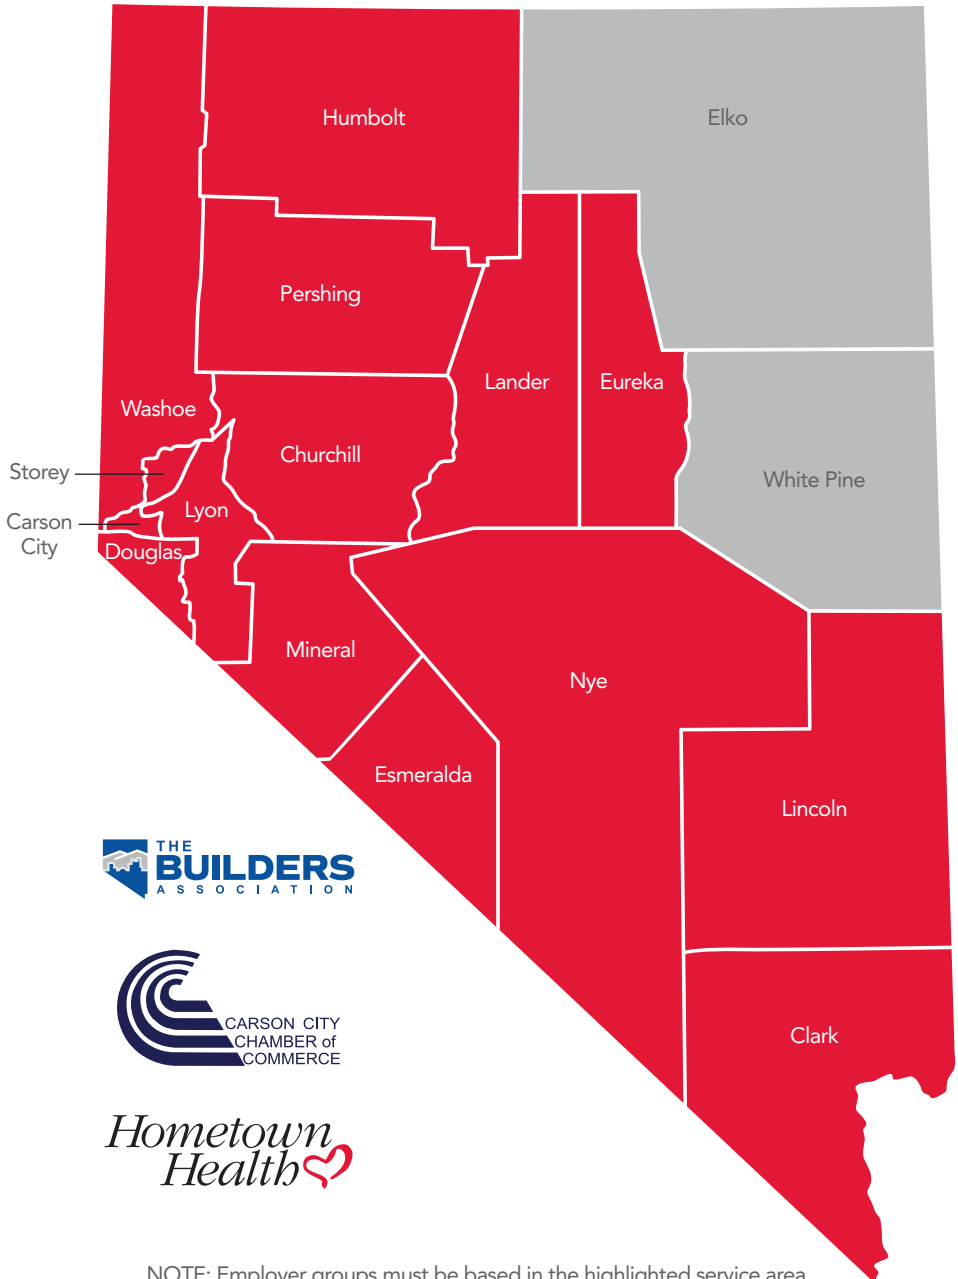 Humbolt
Elko
Pershing
Lander
Eureka
Washoe
Churchill
Storey
White Pine
Lyon
Carson
City
Douglas
Mineral
Nye
Esmeralda
Lincoln
THE
BUILDERS
ASSOCIATION
CARSON CITY
CHAMBER of
COMMERCE
Clark
Hometown
Health
NOTE: Employer groups must be based in the highlighted service area